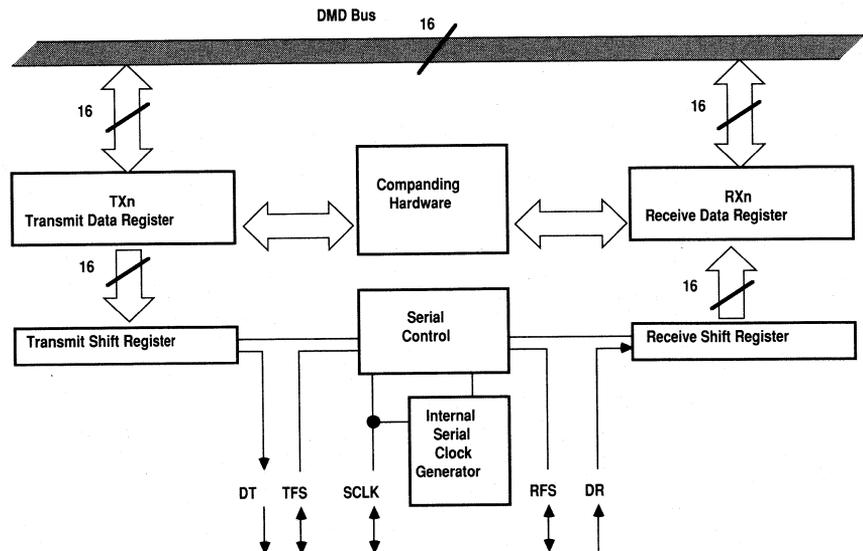 DMD Bus
16
16
16
TXn
Transmit Data Register
Companding
Hardware
RXn
Receive Data Register
16
16
Transmit Shift Register
Serial
Control
Receive Shift Register
Internal
Serial
Clock
Generator
DT
TFS
SCLK
RFS
DR